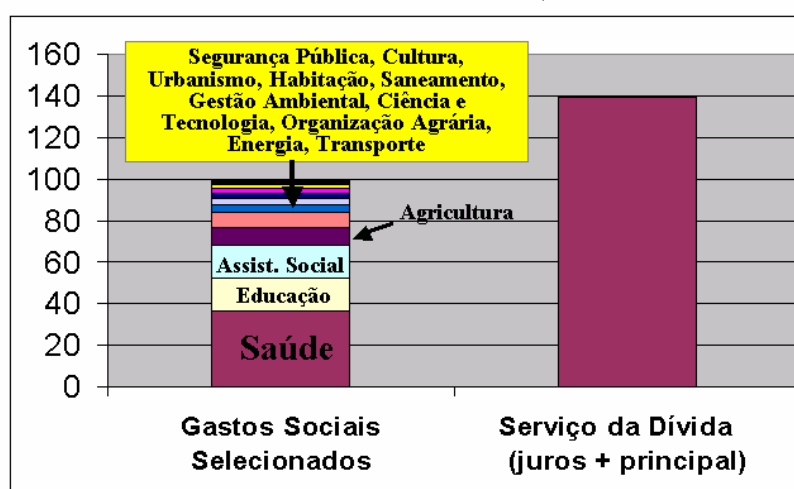 160
140
120
100
80
60
40
20
0
Segurança Pública, Cultura,
Urbanismo, Habitação, Saneamento,
Gestão Ambiental, Ciência e
Tecnologia, Organização Agrária,
Energia, Transporte
Agricultura
Assist. Social
Educação
Saúde
Gastos Sociais
Selecionados
Serviço da Dívida
(juros + principal)